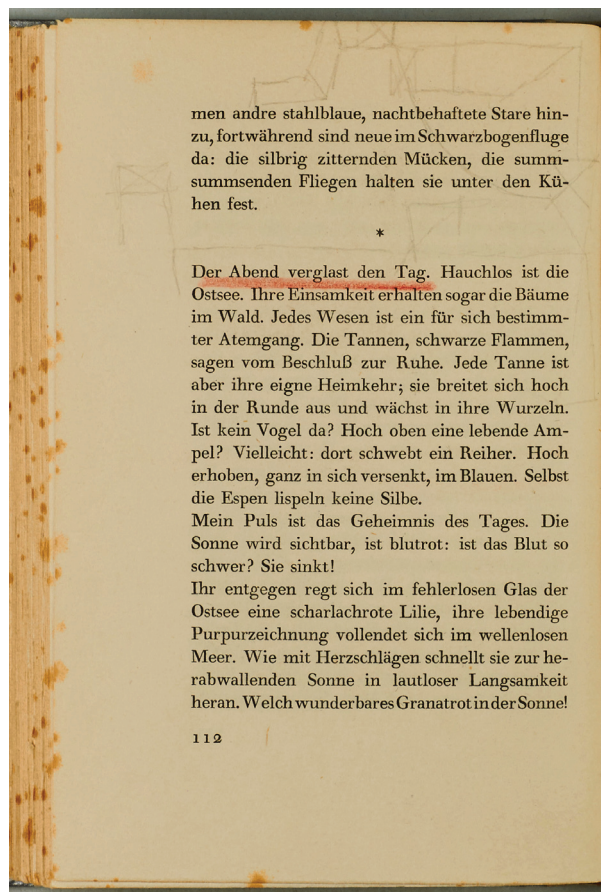 men andre stahlblaue, nachtbehaftete Stare hin-
zu, fortwährend sind neue im Schwarzbogenfluge
da: die silbrig zitternden Mücken, die summ-
summsenden Fliegen halten sie unter den Kü-
hen fest.
*
Der Abend verglast den Tag. Hauchlos ist die
Ostsee. Ihre Einsamkeit erhalten sogar die Bäume
im Wald. Jedes Wesen ist ein für sich bestimm-
ter Atemgang. Die Tannen, schwarze Flammen,
sagen vom Beschluß zur Ruhe. Jede Tanne ist
aber ihre eigne Heimkehr; sie breitet sich hoch
in der Runde aus und wächst in ihre Wurzeln.
Ist kein Vogel da? Hoch oben eine lebende Am-
pel? Vielleicht: dort schwebt ein Reiher. Hoch
erhoben, ganz in sich versenkt, im Blauen. Selbst
die Espen lispeln keine Silbe.
Mein Puls ist das Geheimnis des Tages. Die
Sonne wird sichtbar, ist blutrot: ist das Blut so
schwer? Sie sinkt!
Ihr entgegen regt sich im fehlerlosen Glas der
Ostsee eine scharlachrote Lilie, ihre lebendige
Purpurzeichnung vollendet sich im wellenlosen
Meer. Wie mit Herzschlägen schnellt sie zur he-
rabwallenden Sonne in lautloser Langsamkeit
heran. Welch wunderbares Granatrot in der Sonne!
112